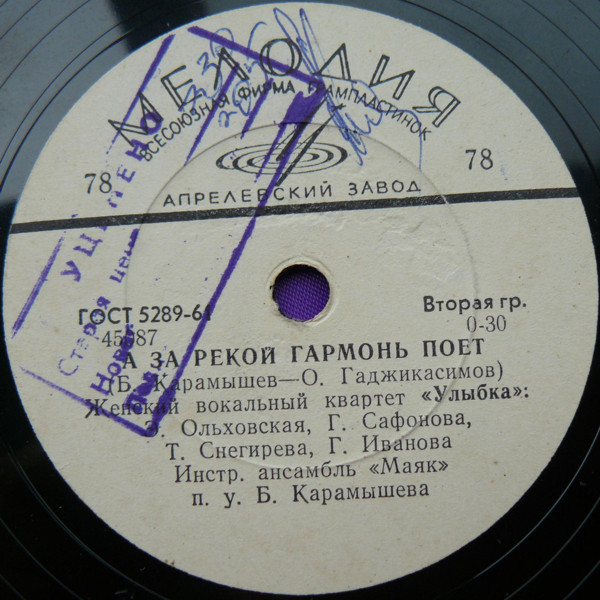 МЕЛОДИЯ
ВСЕСОЮЗНАЯ ФИРМА ГРАМПЛАСТИНОК
78 78
АПРЕЛЕВСКИЙ ЗАВОД
УЦЕНЕНО
Старая цена
Новая
ГОСТ 5289-61 Вторая гр.
45087 0-30
А ЗА РЕКОЙ ГАРМОНЬ ПОЕТ
(Б. Карамышев—О. Гаджикасимов)
Женский вокальный квартет «Улыбка»:
Э. Ольховская, Г. Сафонова,
Т. Снегирева, Г. Иванова
Инстр. ансамбль «Маяк»
п. у. Б. Карамышева